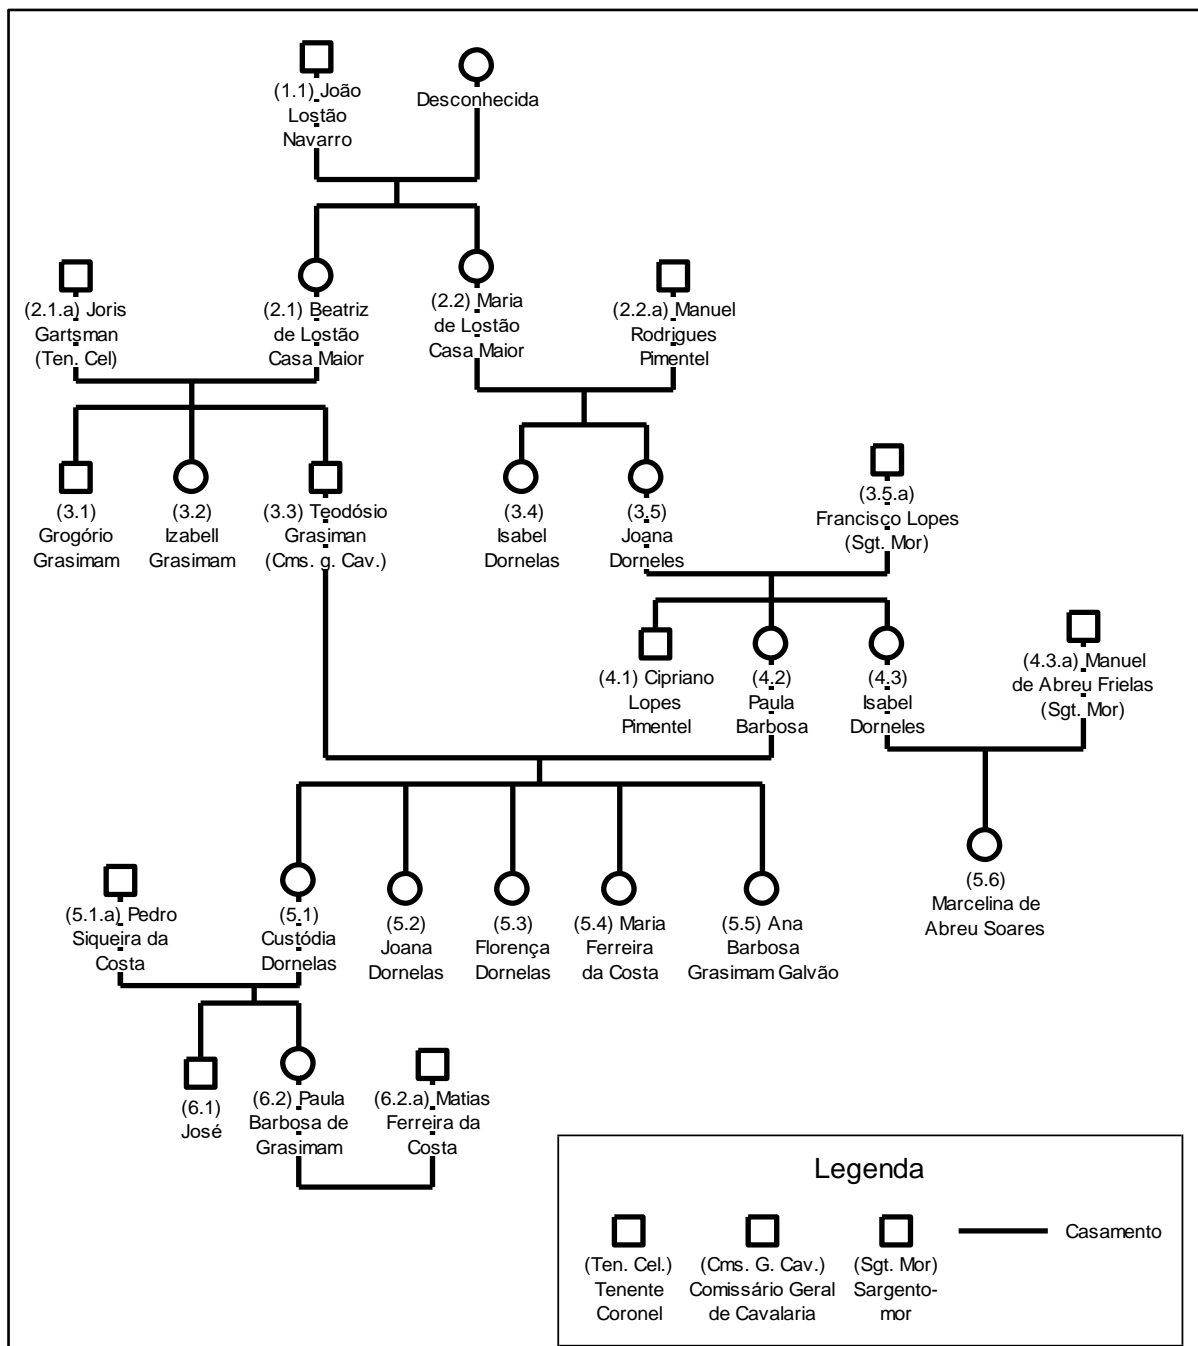 (1.1) João
Lostão
Navarro
Desconhecida
(2.1.a) Joris
Gartsman
(Ten. Cel)
(2.1) Beatriz
de Lostão
Casa Maior
(2.2) Maria
de Lostão
Casa Maior
(2.2.a) Manuel
Rodrigues
Pimentel
(3.1)
Grogório
Grasimam
(3.2)
Izabell
Grasimam
(3.3) Teodósio
Grasiman
(Cms. g. Cav.)
(3.4)
Isabel
Dornelas
(3.5)
Joana
Dorneles
(3.5.a)
Francisco Lopes
(Sgt. Mor)
(4.1) Cipriano
Lopes
Pimentel
(4.2)
Paula
Barbosa
(4.3)
Isabel
Dorneles
(4.3.a) Manuel
de Abreu Frielas
(Sgt. Mor)
(5.1.a) Pedro
Siqueira da
Costa
(5.1)
Custódia
Dornelas
(5.2)
Joana
Dornelas
(5.3)
Florença
Dornelas
(5.4) Maria
Ferreira
da Costa
(5.5) Ana
Barbosa
Grasimam Galvão
(5.6)
Marcelina de
Abreu Soares
(6.1)
José
(6.2) Paula
Barbosa de
Grasimam
(6.2.a) Matias
Ferreira da
Costa
Legenda
(Ten. Cel.)
Tenente
Coronel
(Cms. G. Cav.)
Comissário Geral
de Cavalaria
(Sgt. Mor)
Sargento-
mor
Casamento